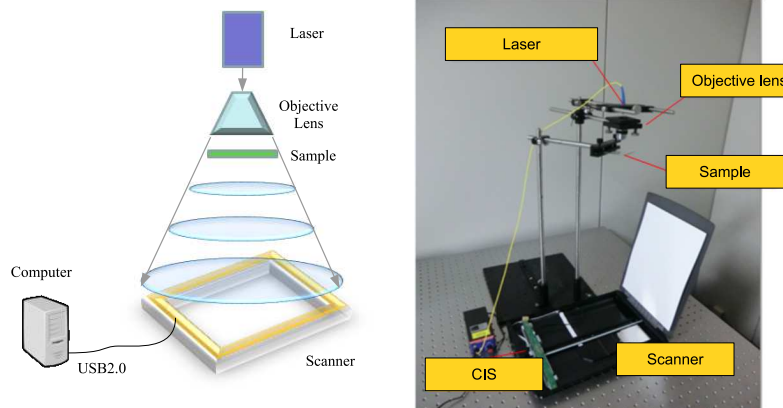 Laser
Objective
Lens
Sample
Computer
USB2.0
Scanner
Laser
Objective lens
Sample
Scanner
CIS